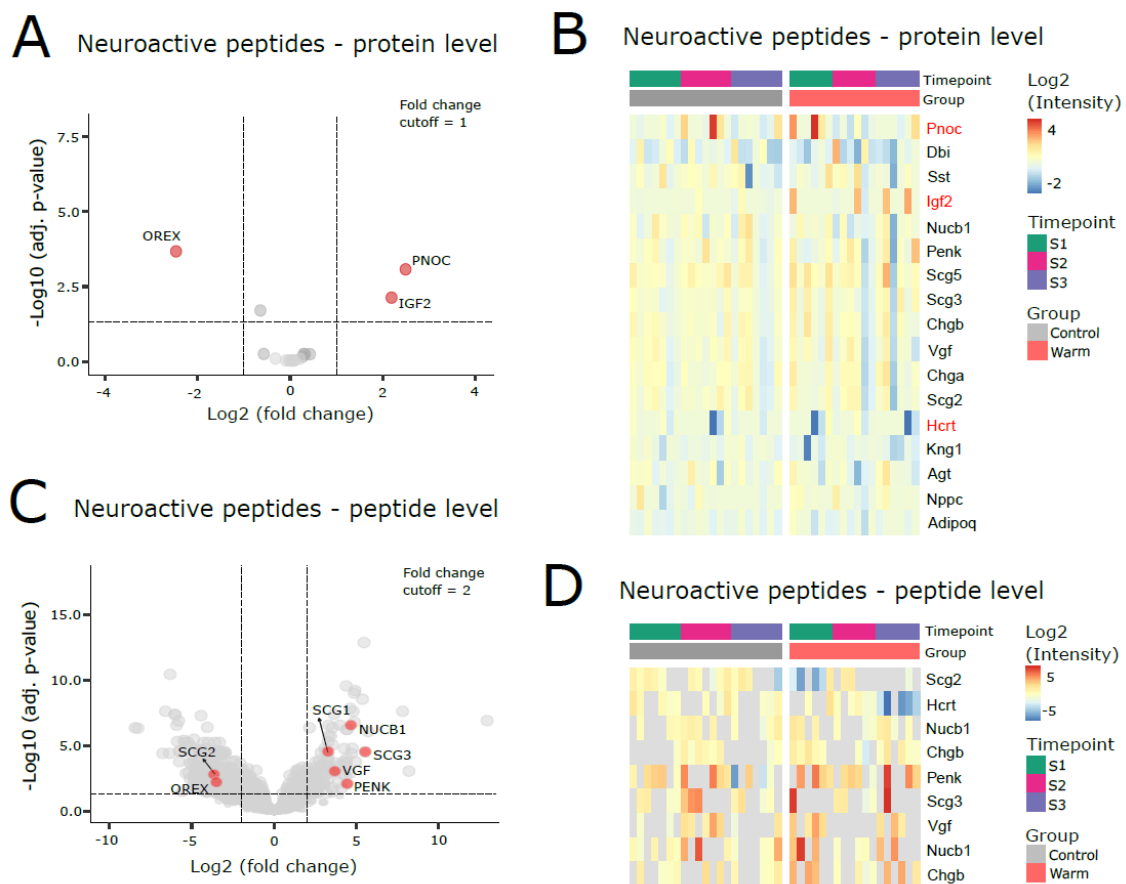 A
Neuroactive peptides - protein level
Fold change
cutoff = 1
7.5
5.0
2.5
0.0
-Log10 (adj. p-value)
OREX
PNOC
IGF2
-4
-2
0
2
4
Log2 (fold change)
B
Neuroactive peptides - protein level
Timepoint
Group
Pnoc
Dbi
Sst
Igf2
Nucb1
Penk
Scg5
Scg3
Chgb
Vgf
Chga
Scg2
Hcrt
Kng1
Agt
Nppc
Adipoq
Log2
(Intensity)
4
-2
Timepoint
S1
S2
S3
Group
Control
Warm
C
Neuroactive peptides - peptide level
Fold change
cutoff = 2
15.0
10.0
5.0
0.0
-Log10 (adj. p-value)
SCG1
NUCB1
SCG2
SCG3
VGF
OREX
PENK
-10
-5
0
5
10
Log2 (fold change)
D
Neuroactive peptides - peptide level
Timepoint
Group
Scg2
Hcrt
Nucb1
Chgb
Penk
Scg3
Vgf
Nucb1
Chgb
Log2
(Intensity)
5
-5
Timepoint
S1
S2
S3
Group
Control
Warm